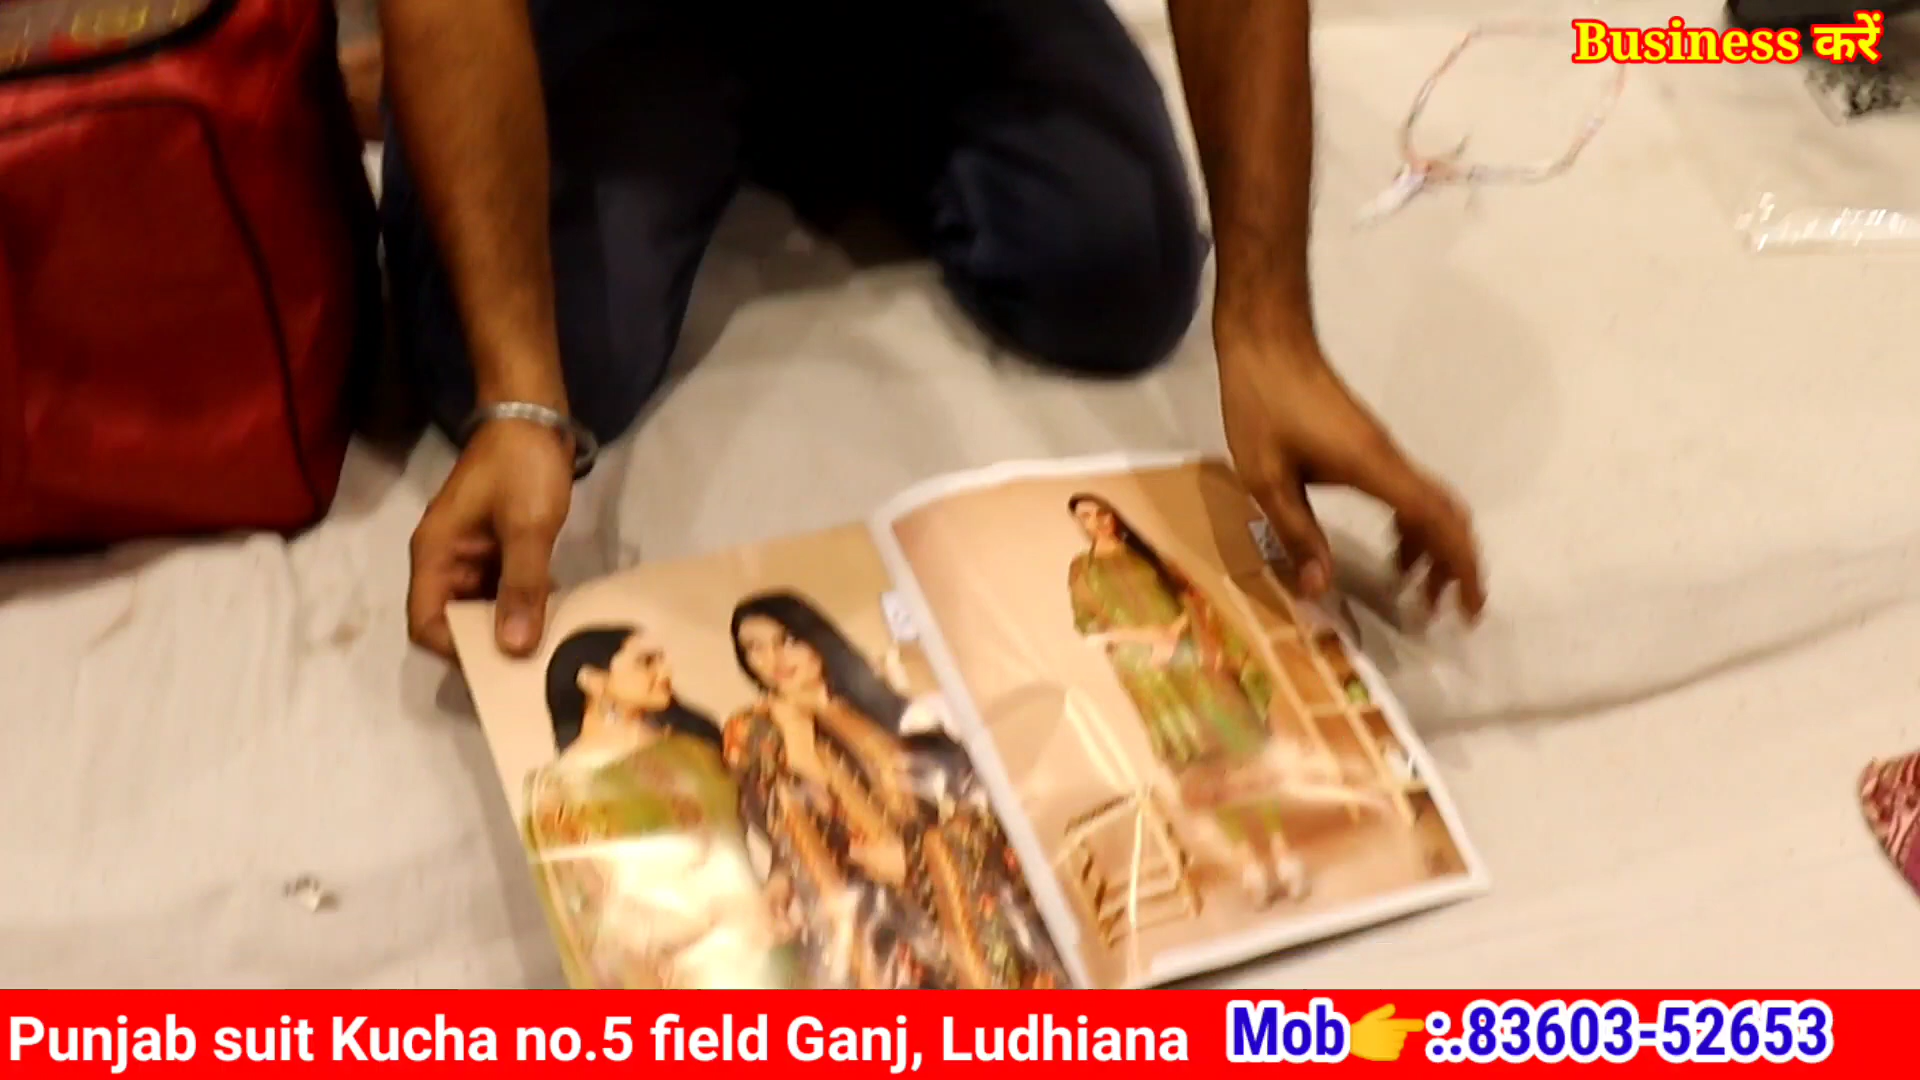 Business करें
Punjab suit Kucha no.5 field Ganj, Ludhiana Mob👉:.83603-52653